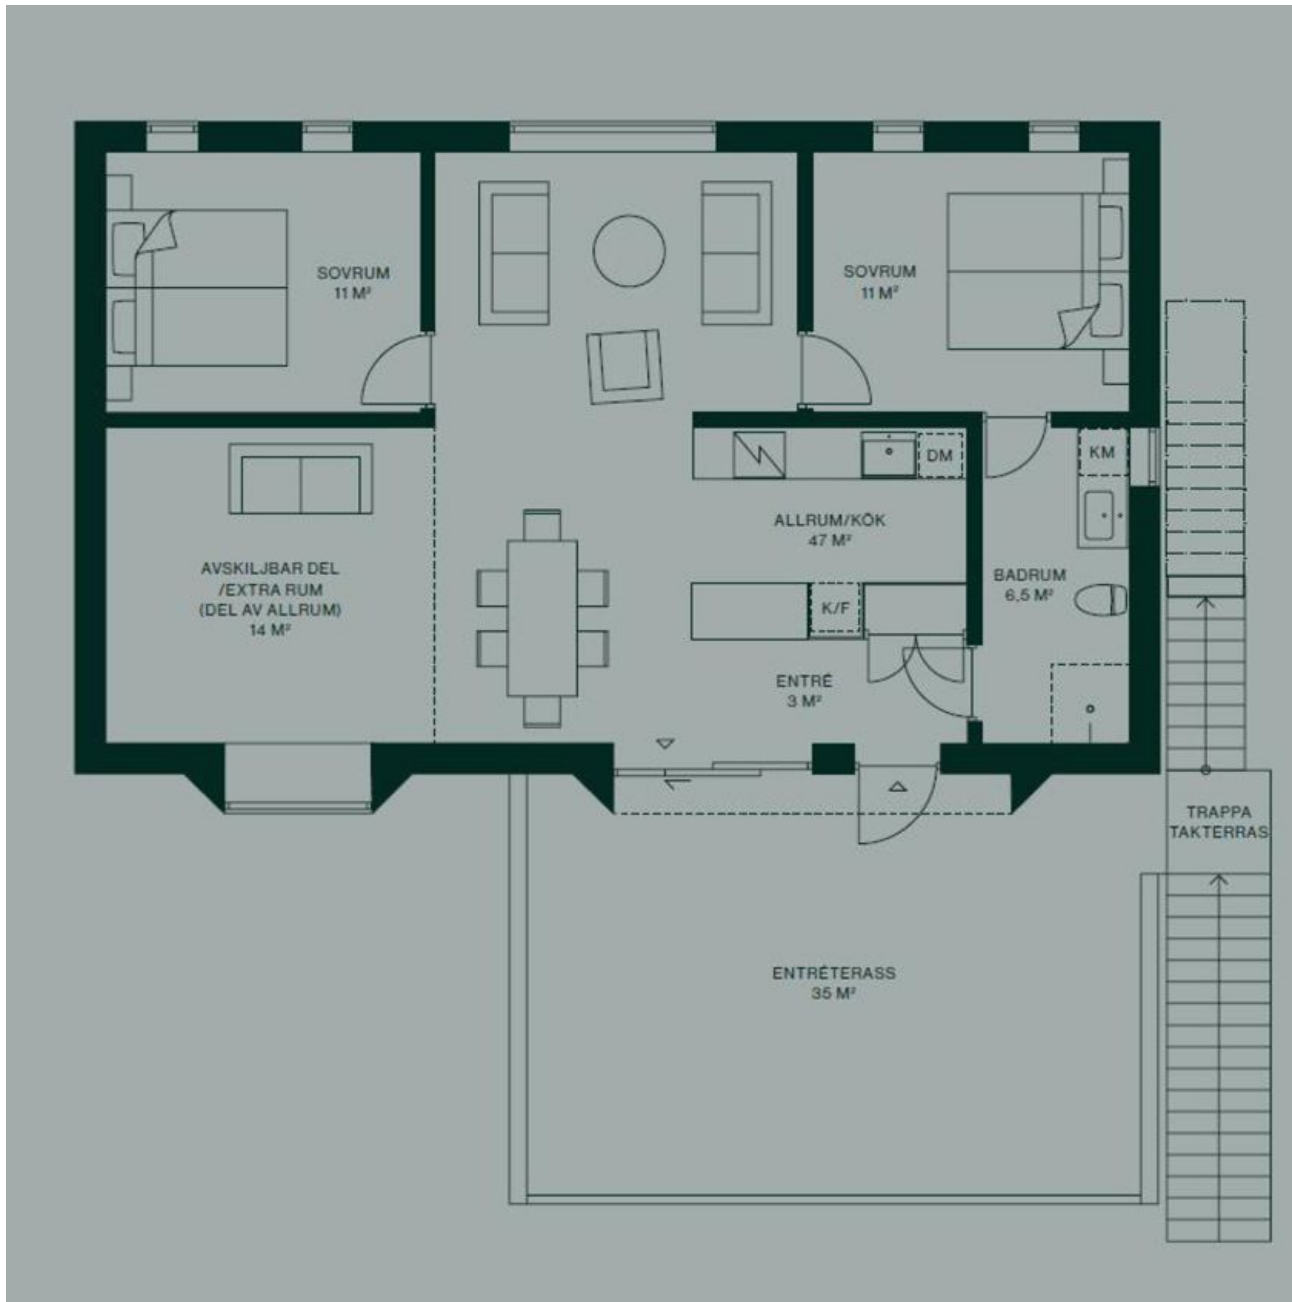 SOVRUM
11 M²
SOVRUM
11 M²
DM
KM
ALLRUM/KÖK
47 M²
AVSKILJBAR DEL
/EXTRA RUM
(DEL AV ALLRUM)
14 M²
BADRUM
6,5 M²
K/F
ENTRÉ
3 M²
TRAPPA
TAKTERRAS
ENTRÉTERASS
35 M²